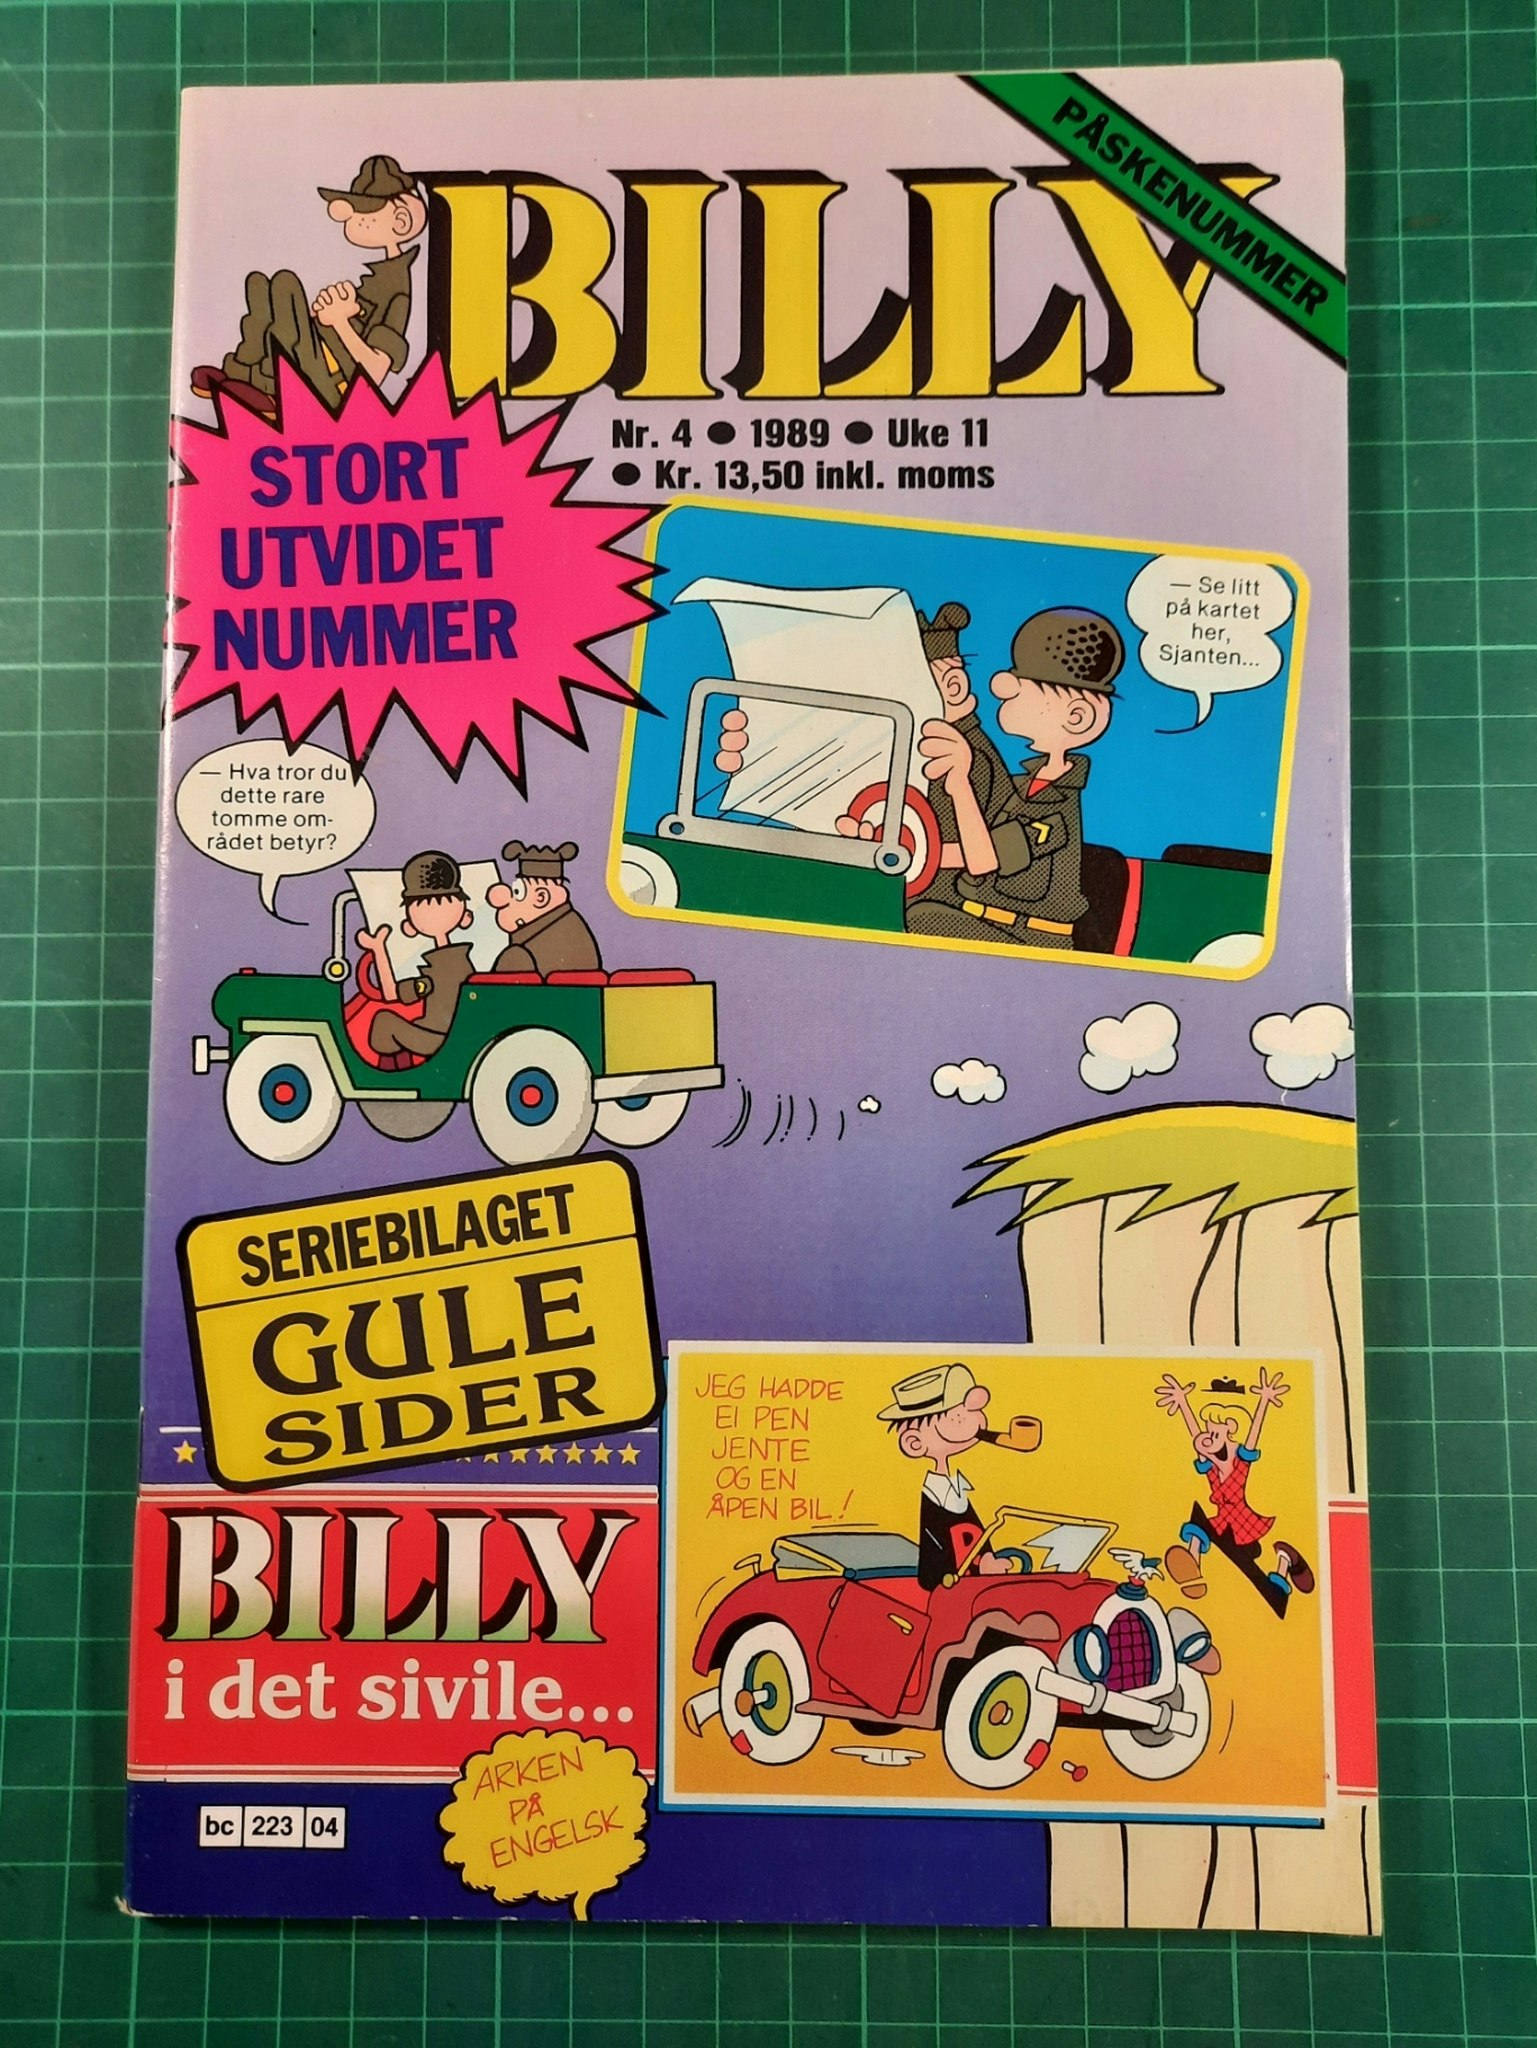 PÅSKENUMMER
BILLY
Nr. 4 ● 1989 ● Uke 11
● Kr. 13,50 inkl. moms
STORT
UTVIDET
NUMMER
— Se litt
på kartet
her,
Sjanten...
— Hva tror du
dette rare
tomme om-
rådet betyr?
SERIEBILAGET
GULE
SIDER
JEG HADDE
EI PEN
JENTE
OG EN
ÅPEN BIL!
BILLY
i det sivile...
ARKEN
PÅ
ENGELSK
bc 223 04